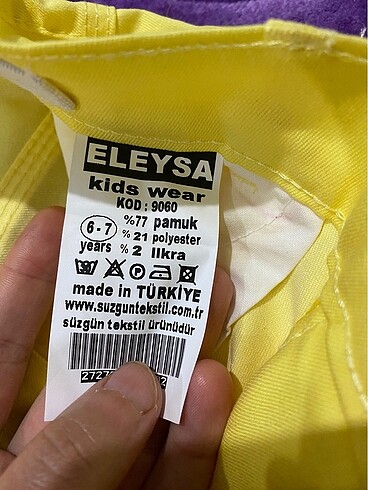 ELEYSA
kids wear
KOD : 9060
6 - 7 years
%77 pamuk
%21 polyester
%2 likra
made in TÜRKİYE
www.suzguntekstil.com.tr
süzgün tekstil ürünüdür